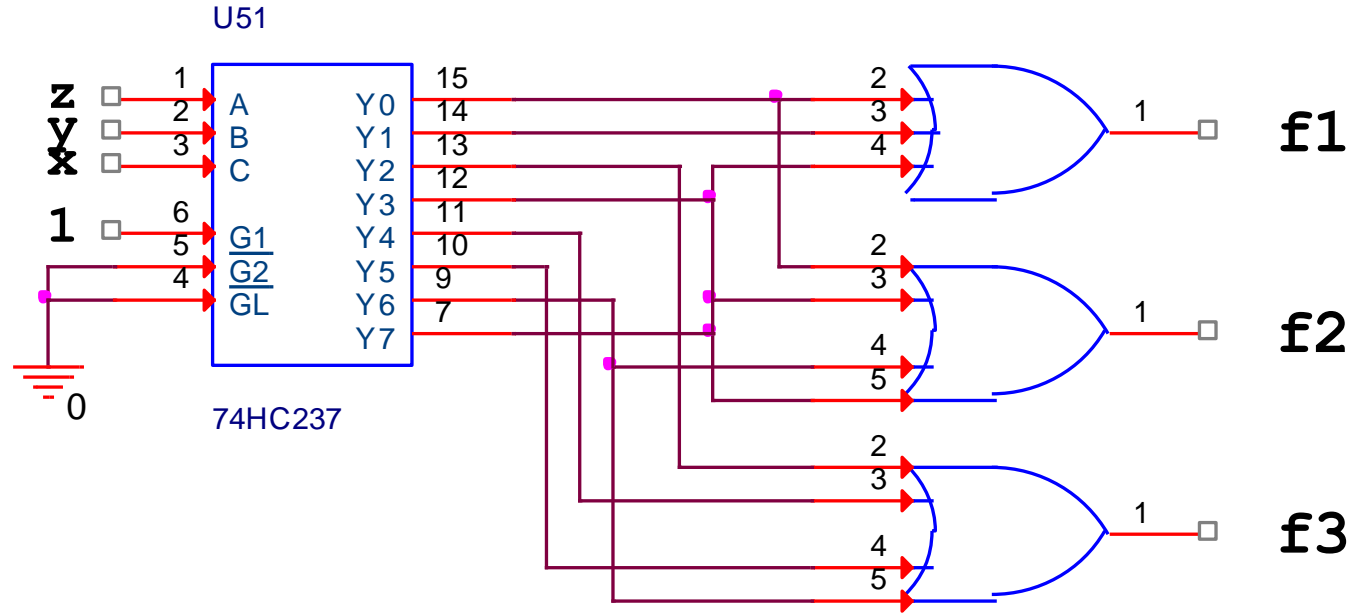 U51
z 1 A Y0 15 2 1 f1
y 2 B Y1 14 3
x 3 C Y2 13 4
Y3 12
1 6 G1 Y4 11
5 G2 Y5 10 2 1 f2
4 GL Y6 9 3
Y7 7
4
5
0
74HC237
2 1 f3
3
4
5